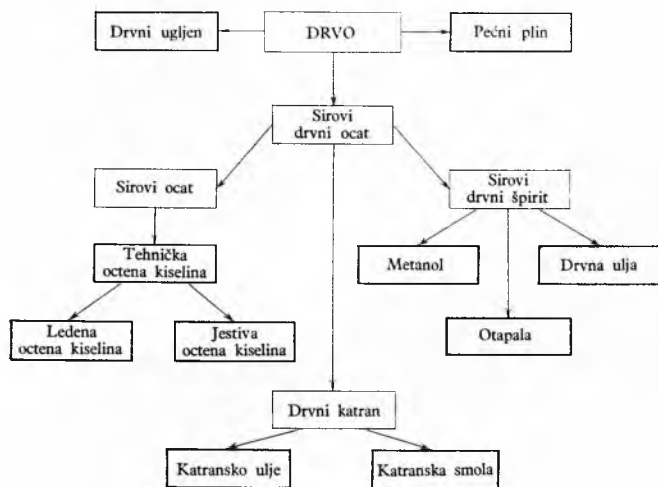 Drvni ugljen
DRVO
Pećni plin
Sirovi
drvni ocat
Sirovi ocat
Sirovi
drvni špirit
Tehnička
octena kiselina
Metanol
Drvna ulja
Ledena
octena kiselina
Jestiva
octena kiselina
Otapala
Drvni katran
Katransko ulje
Katranska smola